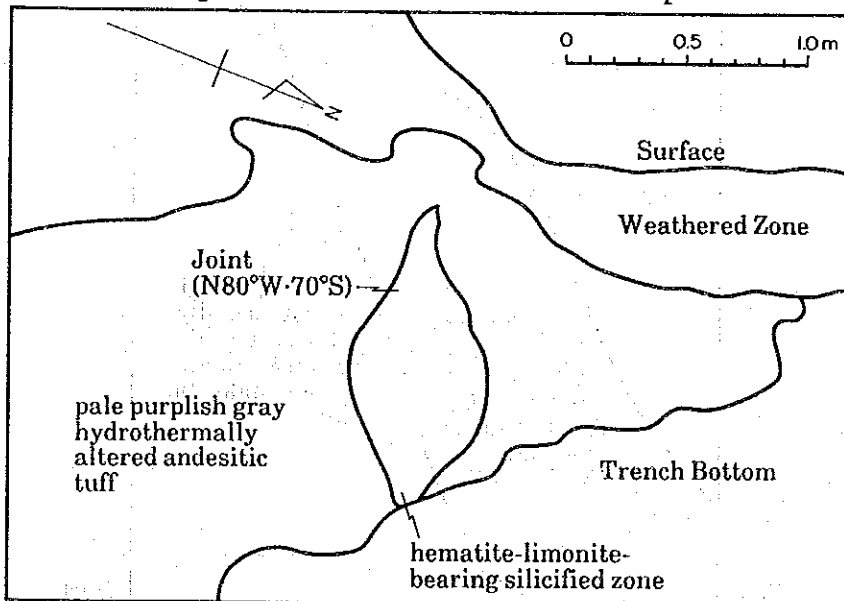 0 0.5 1.0 m
N
Surface
Weathered Zone
Joint
(N80°W·70°S)
pale purplish gray
hydrothermally
altered andesitic
tuff
Trench Bottom
hematite-limonite-
bearing silicified zone